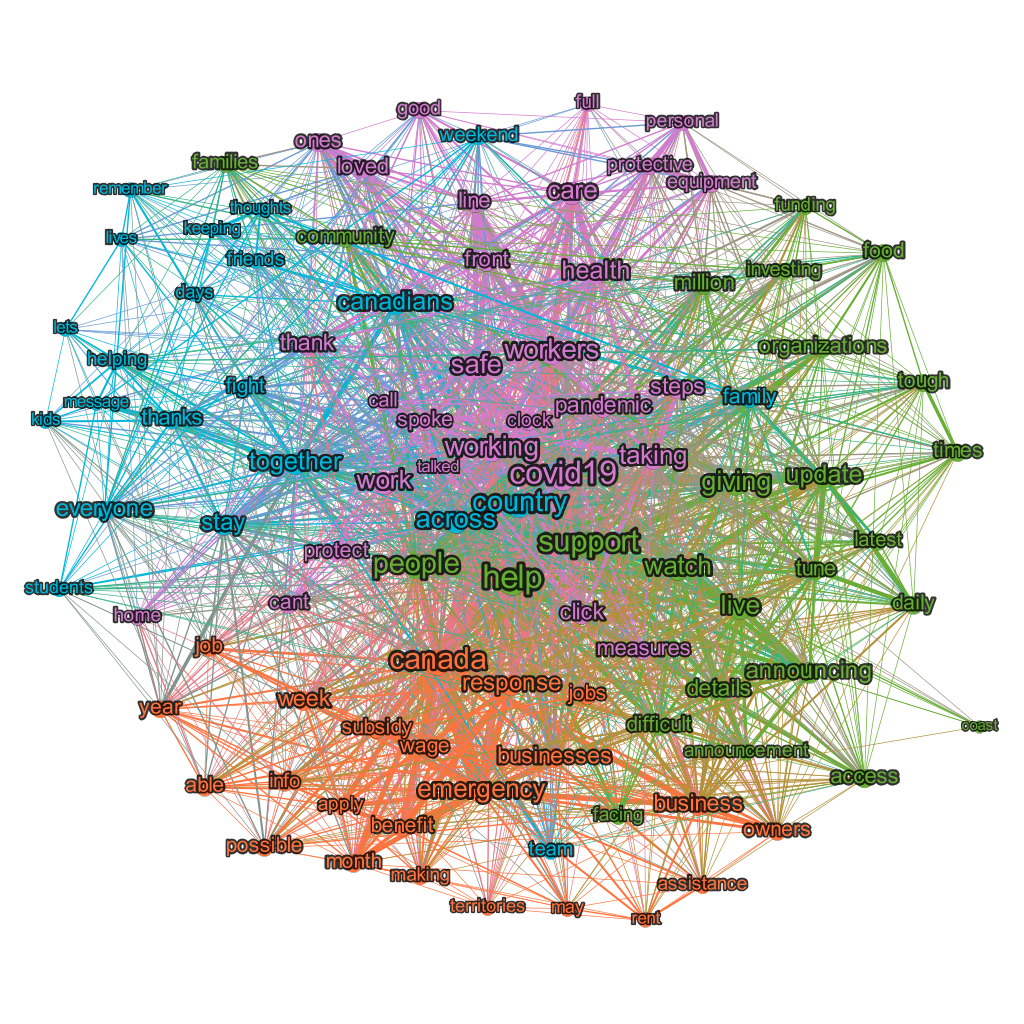 full
good
personal
weekend
ones
families
loved
protective
equipment
remember
care
line
funding
thoughts
keeping
community
lives
food
friends
front
health
investing
million
days
canadians
lets
thank
organizations
helping
safe
workers
tough
fight
steps
message
call
family
pandemic
kids
thanks
spoke
clock
working
times
taking
together
talked
covid19
update
work
giving
country
everyone
across
stay
support
latest
protect
people
watch
tune
help
students
cant
live
daily
home
click
job
measures
canada
announcing
response
details
week
jobs
year
subsidy
difficult
coast
wage
announcement
businesses
access
able
info
emergency
apply
business
facing
benefit
owners
possible
team
month
making
assistance
territories
may
rent